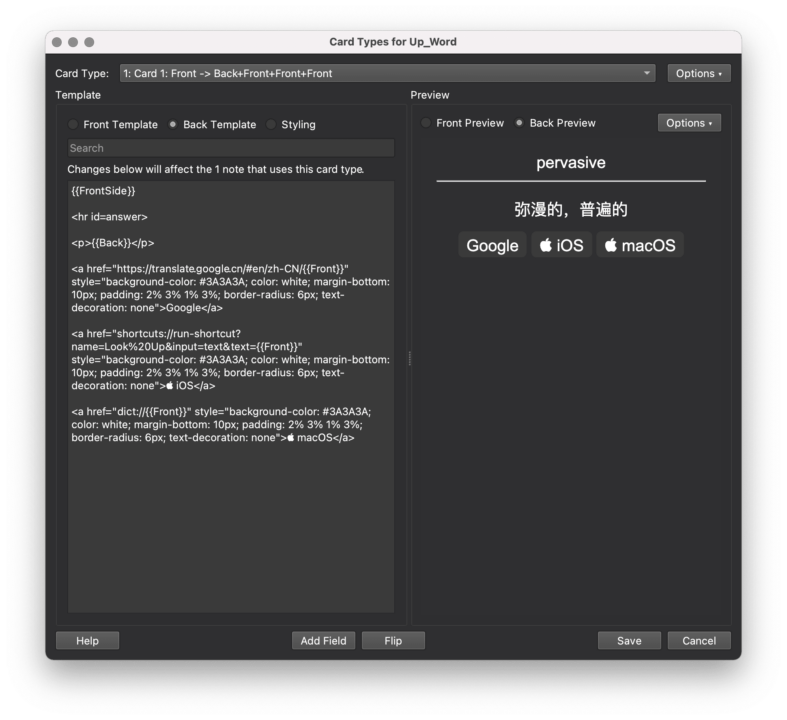 Card Types for Up_Word
Card Type: 1: Card 1: Front -> Back+Front+Front+Front Options
Template
Preview
Front Template Back Template Styling
Front Preview Back Preview Options
Search
Changes below will affect the 1 note that uses this card type.
{{FrontSide}}
<hr id=answer>
<p>{{Back}}</p>
<a href="https://translate.google.cn/#en/zh-CN/{{Front}}"
style="background-color: #3A3A3A; color: white; margin-bottom:
10px; padding: 2% 3% 1% 3%; border-radius: 6px; text-
decoration: none">Google</a>
<a href="shortcuts://run-shortcut?
name=Look%20Up&input=text&text={{Front}}"
style="background-color: #3A3A3A; color: white; margin-bottom:
10px; padding: 2% 3% 1% 3%; border-radius: 6px; text-
decoration: none"> iOS</a>
<a href="dict://{{Front}}" style="background-color: #3A3A3A;
color: white; margin-bottom: 10px; padding: 2% 3% 1% 3%;
border-radius: 6px; text-decoration: none"> macOS</a>
pervasive
弥漫的，普遍的
Google iOS macOS
Help Add Field Flip Save Cancel